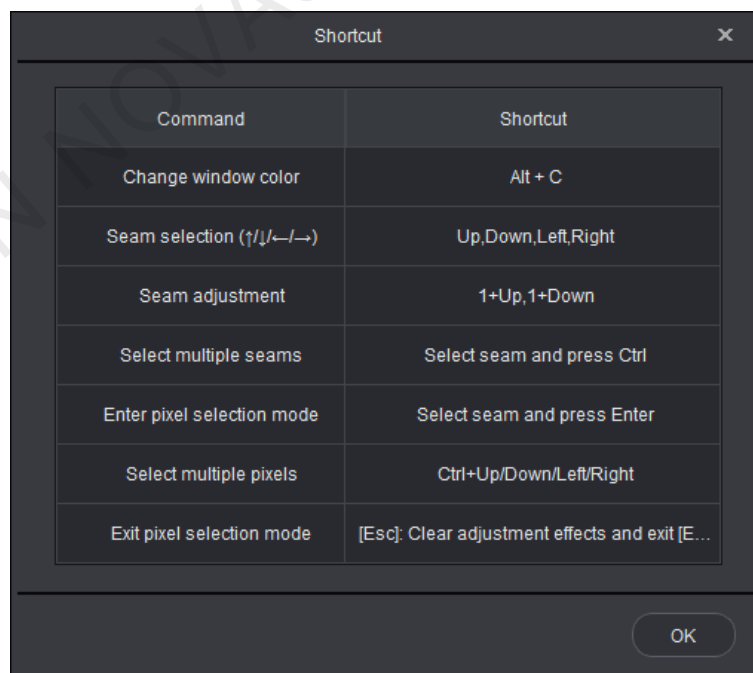 Shortcut
Command Shortcut
Change window color Alt + C
Seam selection (↑/↓/←/→) Up,Down,Left,Right
Seam adjustment 1+Up,1+Down
Select multiple seams Select seam and press Ctrl
Enter pixel selection mode Select seam and press Enter
Select multiple pixels Ctrl+Up/Down/Left/Right
Exit pixel selection mode [Esc]: Clear adjustment effects and exit [E...
OK